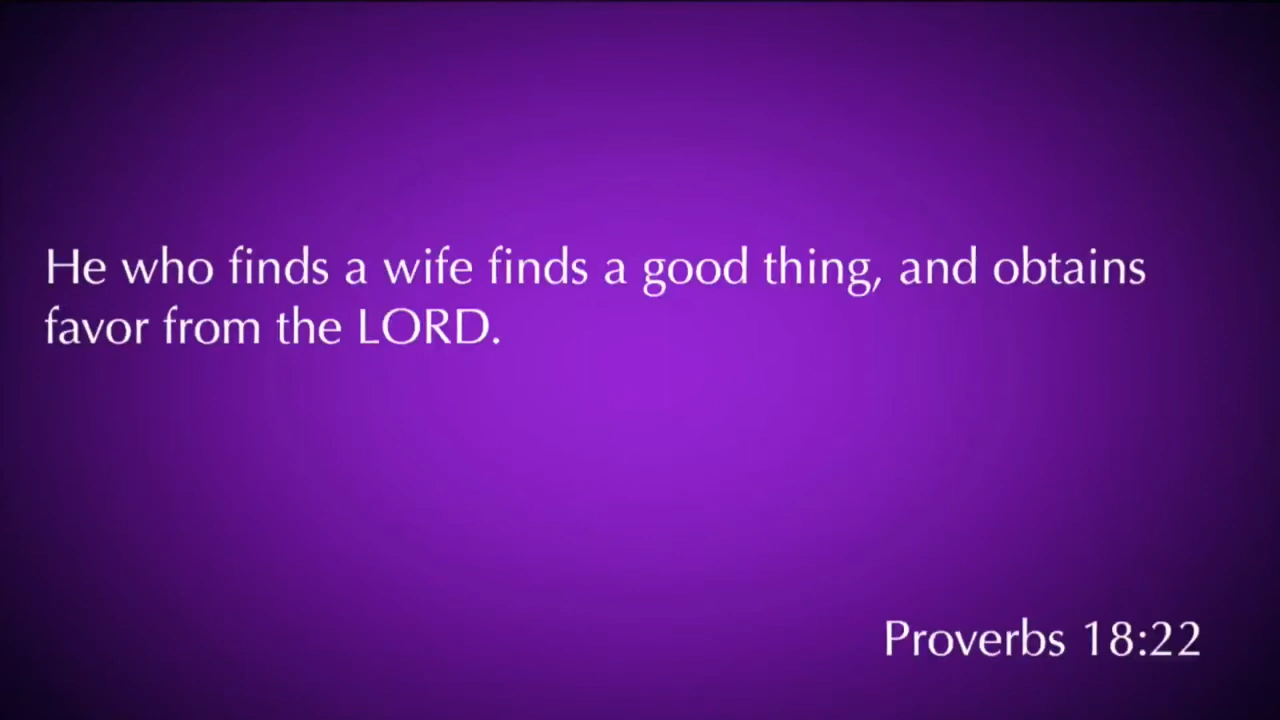 He who finds a wife finds a good thing, and obtains
favor from the LORD.
Proverbs 18:22